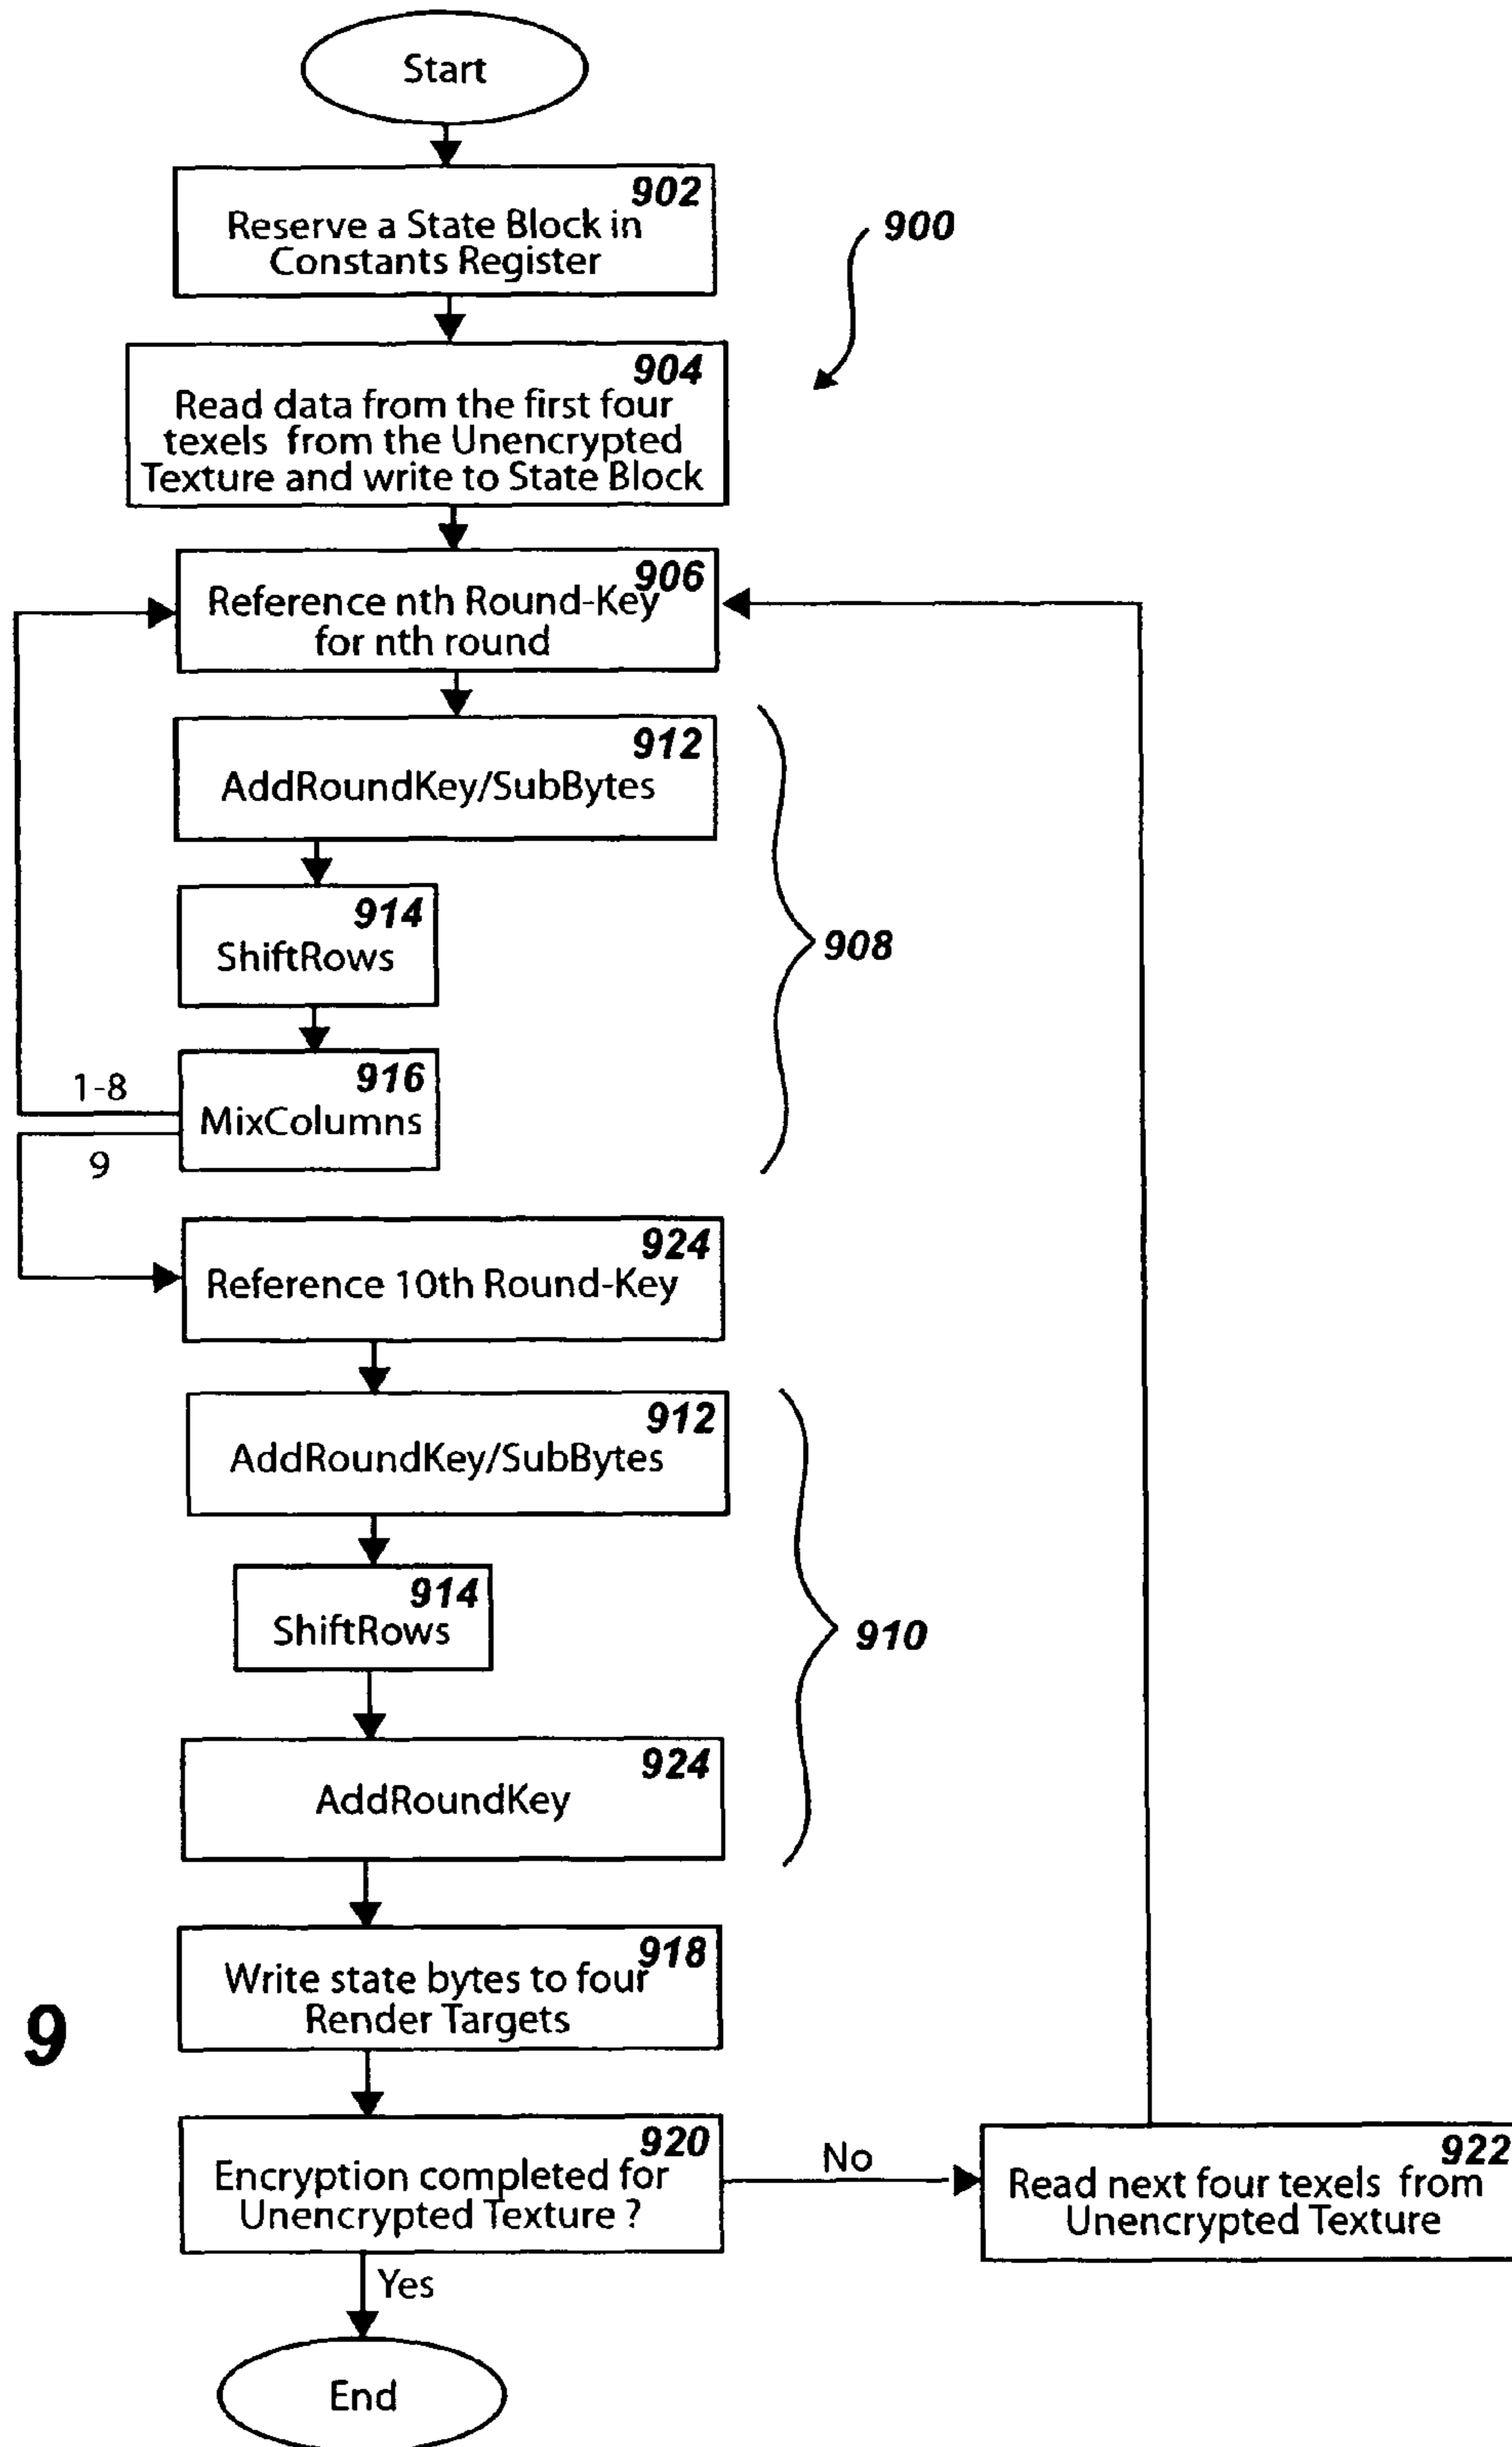 Start
902
Reserve a State Block in
Constants Register
900
904
Read data from the first four
texels from the Unencrypted
Texture and write to State Block
906
Reference nth Round-Key
for nth round
912
AddRoundKey/SubBytes
914
ShiftRows
908
916
MixColumns
1-8
9
924
Reference 10th Round-Key
912
AddRoundKey/SubBytes
914
ShiftRows
910
924
AddRoundKey
918
Write state bytes to four
Render Targets
9
920
Encryption completed for
Unencrypted Texture ?
No
922
Read next four texels from
Unencrypted Texture
Yes
End